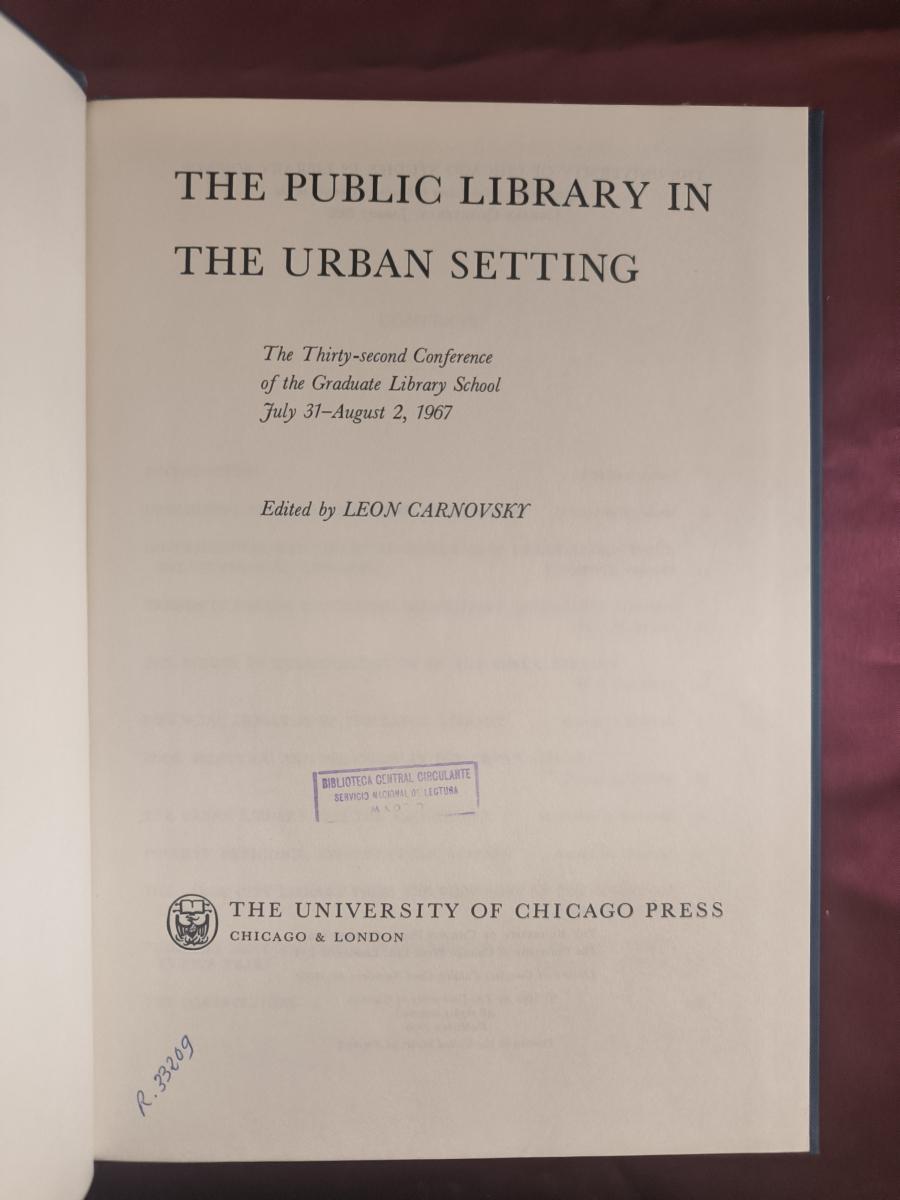 THE PUBLIC LIBRARY IN
THE URBAN SETTING
The Thirty-second Conference
of the Graduate Library School
July 31–August 2, 1967
Edited by LEON CARNOVSKY
BIBLIOTECA CENTRAL CIRCULANTE
SERVICIO NACIONAL DE LECTURA
THE UNIVERSITY OF CHICAGO PRESS
CHICAGO & LONDON
R. 33209